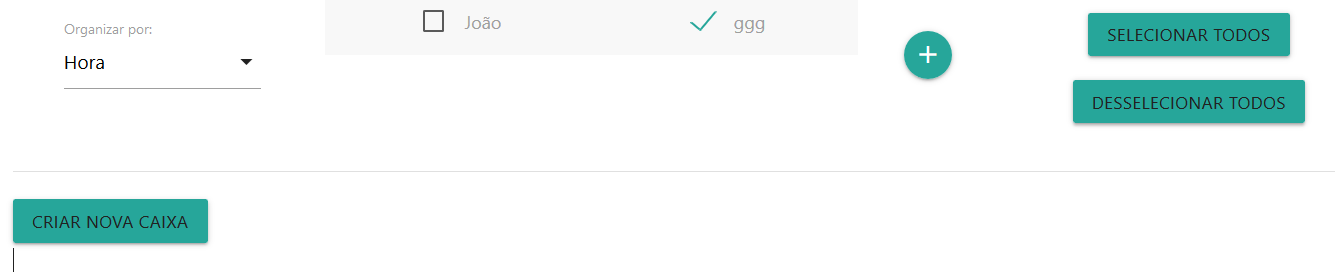 Organizar por:
Hora
João
ggg
+
SELECIONAR TODOS
DESSELECIONAR TODOS
CRIAR NOVA CAIXA